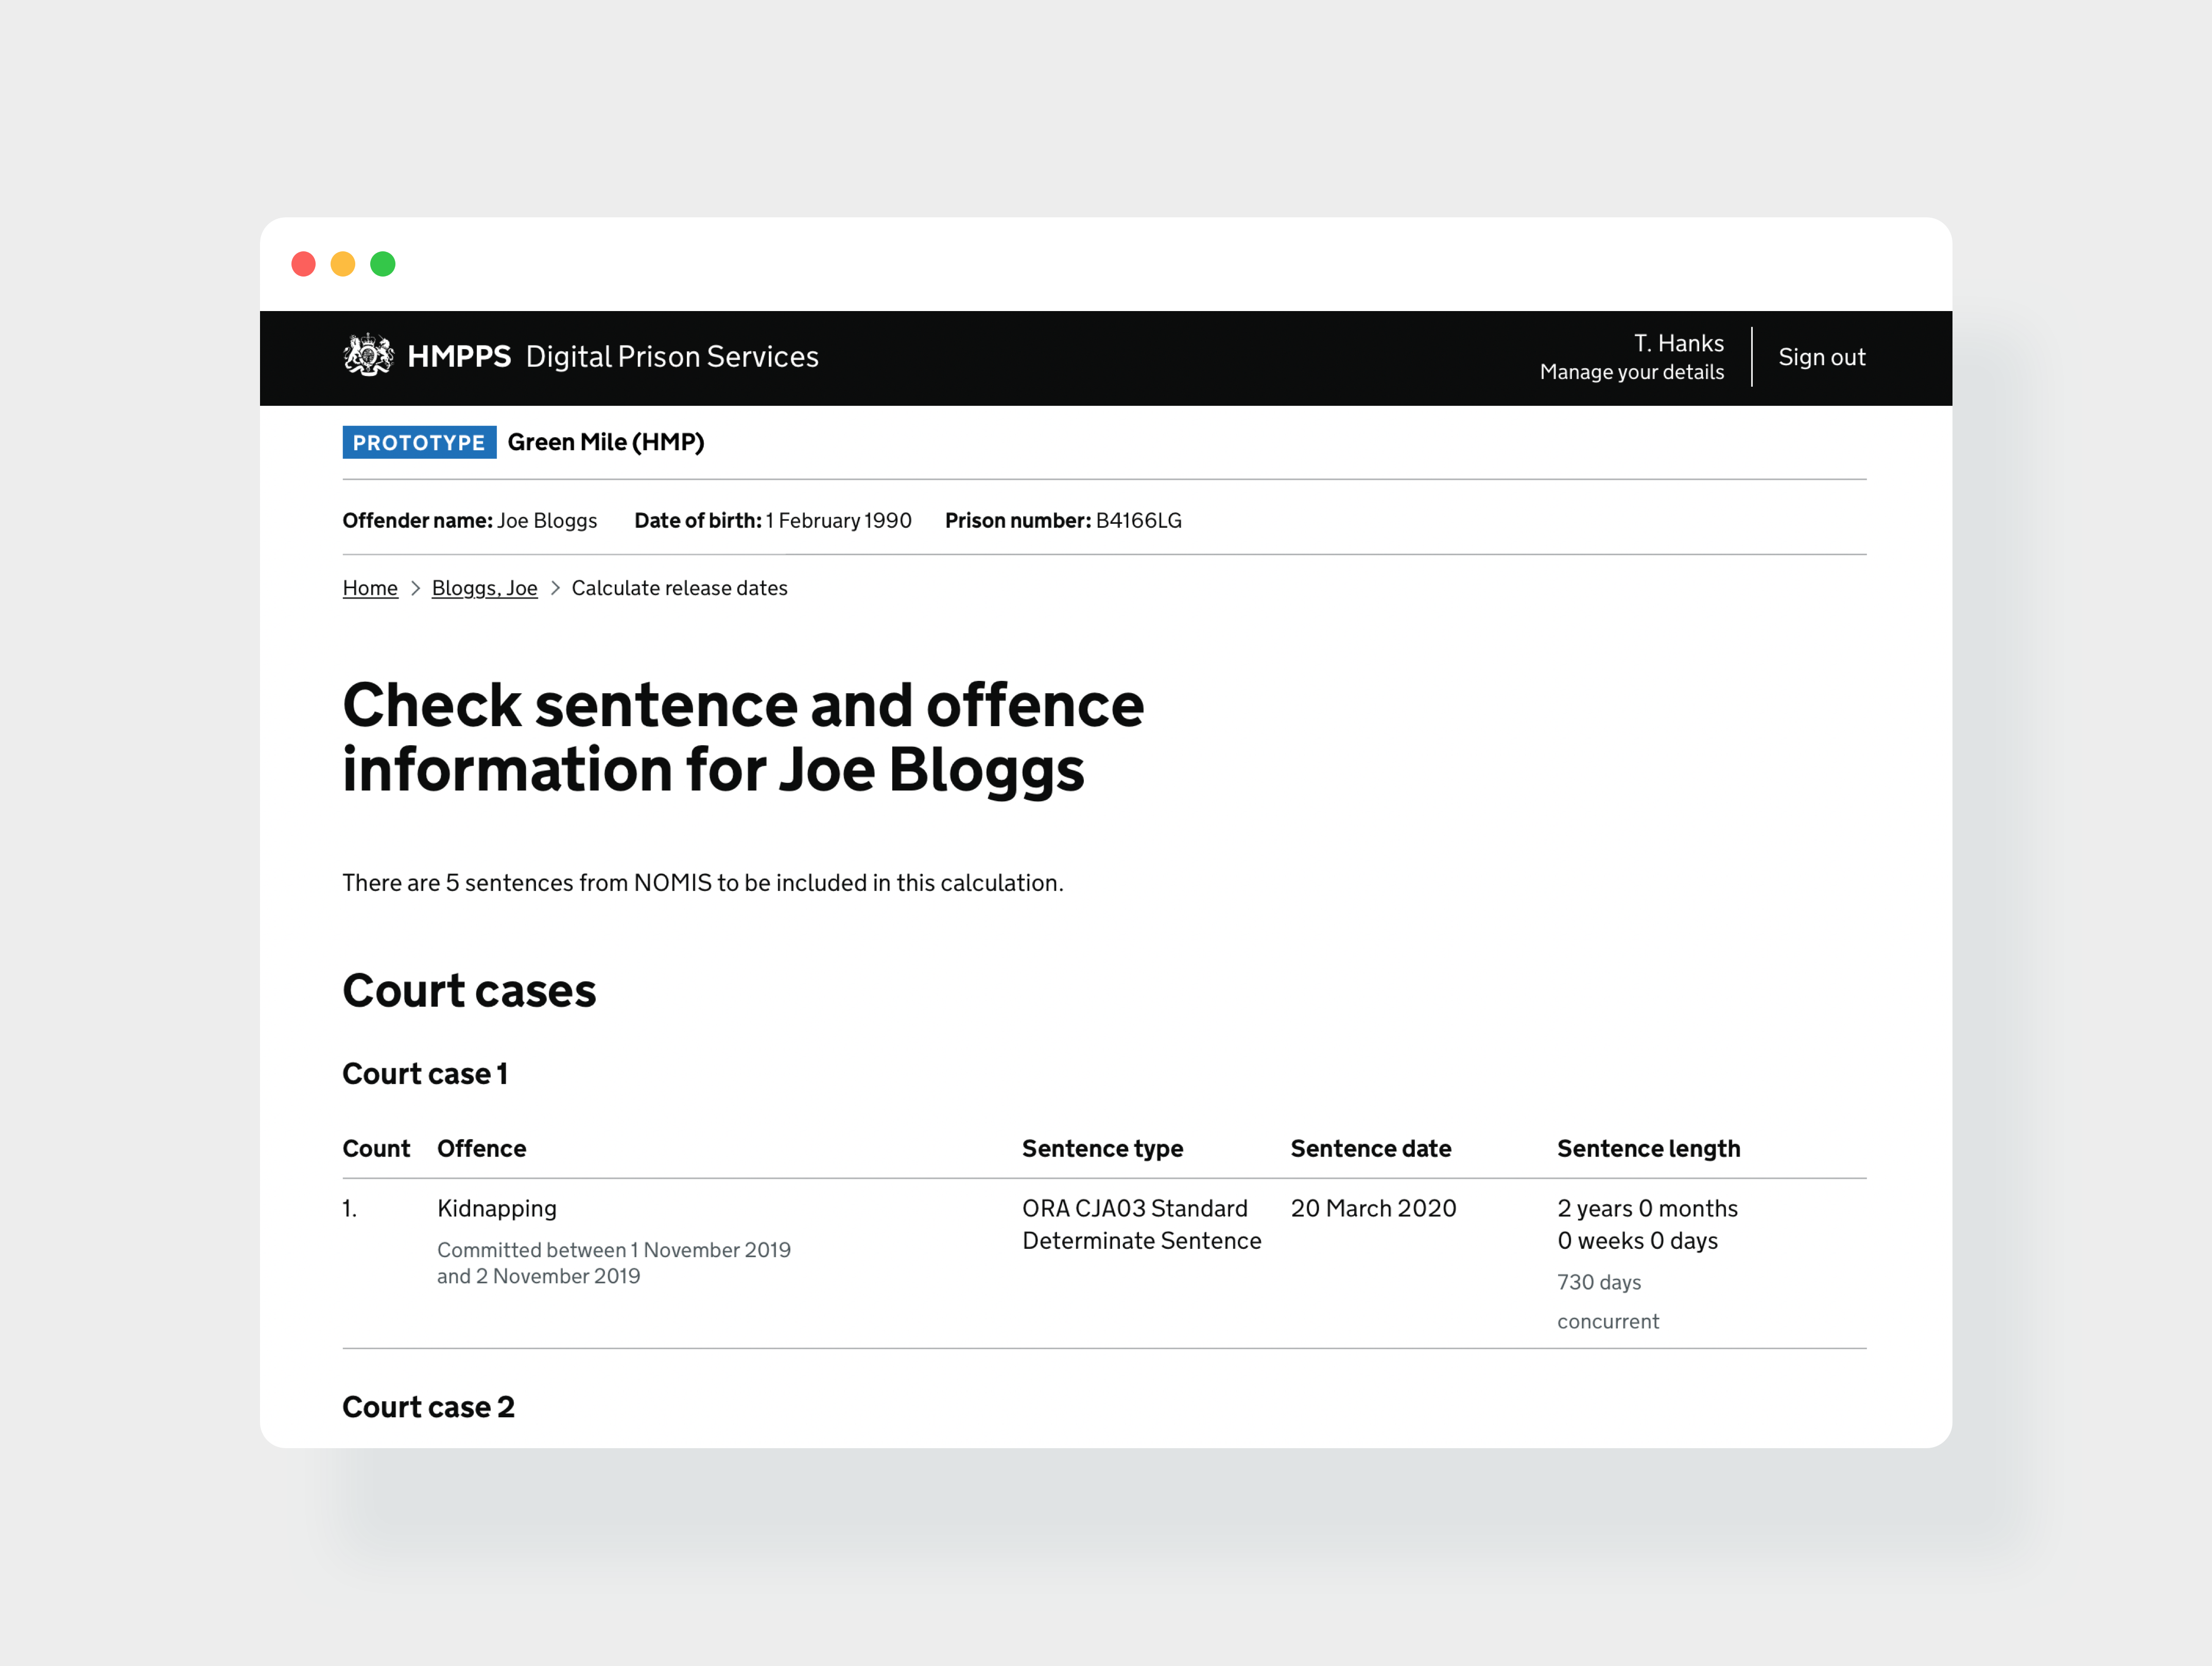 HMPPS Digital Prison Services
T. Hanks
Manage your details
Sign out
PROTOTYPE Green Mile (HMP)
Offender name: Joe Bloggs Date of birth: 1 February 1990 Prison number: B4166LG
Home > Bloggs, Joe > Calculate release dates
Check sentence and offence
information for Joe Bloggs
There are 5 sentences from NOMIS to be included in this calculation.
Court cases
Court case 1
Count Offence Sentence type Sentence date Sentence length
1. Kidnapping ORA CJA03 Standard 20 March 2020 2 years 0 months
Determinate Sentence 0 weeks 0 days
Committed between 1 November 2019
and 2 November 2019
730 days
concurrent
Court case 2